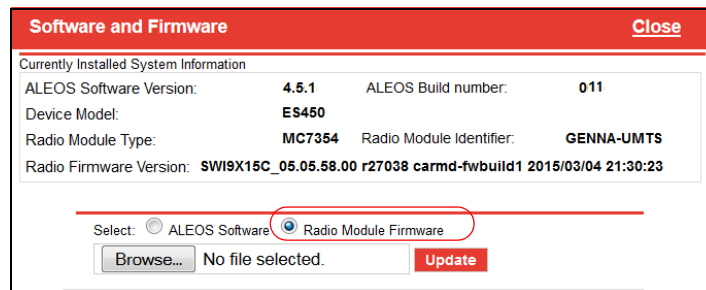 Software and Firmware Close
Currently Installed System Information
ALEOS Software Version: 4.5.1 ALEOS Build number: 011
Device Model: ES450
Radio Module Type: MC7354 Radio Module Identifier: GENNA-UMTS
Radio Firmware Version: SWI9X15C_05.05.58.00 r27038 carmd-fwbuild1 2015/03/04 21:30:23
Select: ALEOS Software Radio Module Firmware
Browse... No file selected. Update